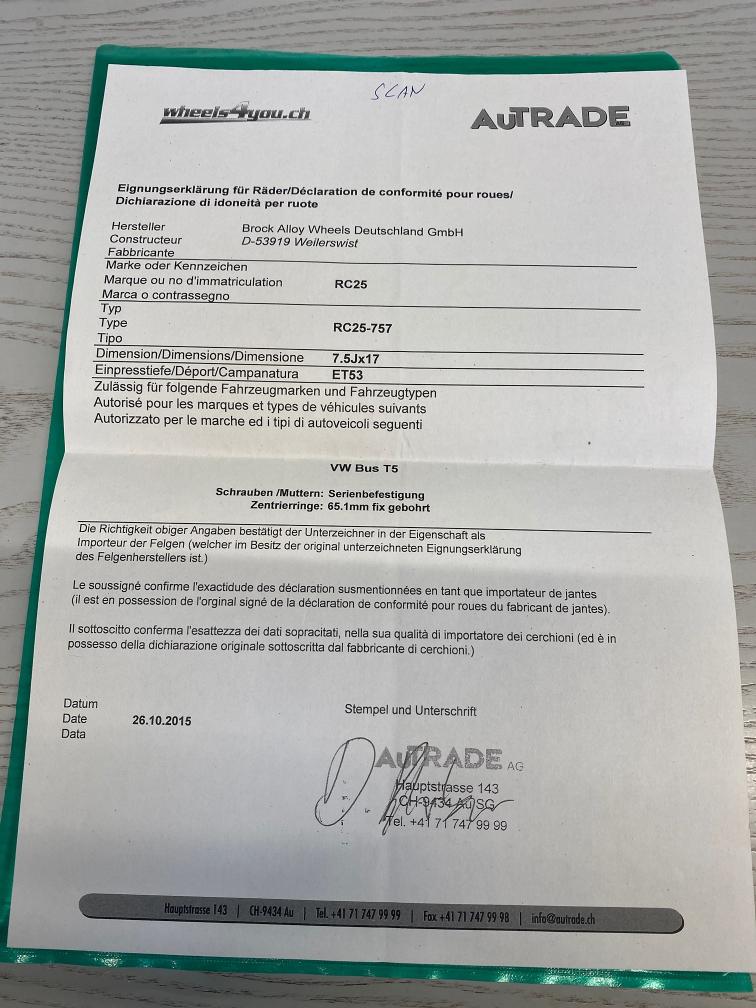 SCAN
wheels4you.ch
AUTRADE AG
Eignungserklärung für Räder/Déclaration de conformité pour roues/
Dichiarazione di idoneità per ruote
Hersteller Brock Alloy Wheels Deutschland GmbH
Constructeur D-53919 Weilerswist
Fabbricante
Marke oder Kennzeichen
Marque ou no d'immatriculation RC25
Marca o contrassegno
Typ
Type RC25-757
Tipo
Dimension/Dimensions/Dimensione 7.5Jx17
Einpresstiefe/Déport/Campanatura ET53
Zulässig für folgende Fahrzeugmarken und Fahrzeugtypen
Autorisé pour les marques et types de véhicules suivants
Autorizzato per le marche ed i tipi di autoveicoli seguenti
VW Bus T5
Schrauben /Muttern: Serienbefestigung
Zentrierringe: 65.1mm fix gebohrt
Die Richtigkeit obiger Angaben bestätigt der Unterzeichner in der Eigenschaft als
Importeur der Felgen (welcher im Besitz der original unterzeichneten Eignungserklärung
des Felgenherstellers ist.)
Le soussigné confirme l'exactidude des déclaration susmentionnées en tant que importateur de jantes
(il est en possession de l'orginal signé de la déclaration de conformité pour roues du fabricant de jantes).
Il sottoscitto conferma l'esattezza dei dati sopracitati, nella sua qualità di importatore dei cerchioni (ed è in
possesso della dichiarazione originale sottoscritta dal fabbricante di cerchioni.)
Datum
Date 26.10.2015
Data
Stempel und Unterschrift
AUTRADE AG
Hauptstrasse 143
CH-9434 Au SG
Tel. +41 71 747 99 99
Hauptstrasse 143 | CH-9434 Au | Tel. +41 71 747 99 99 | Fax +41 71 747 99 98 | info@autrade.ch